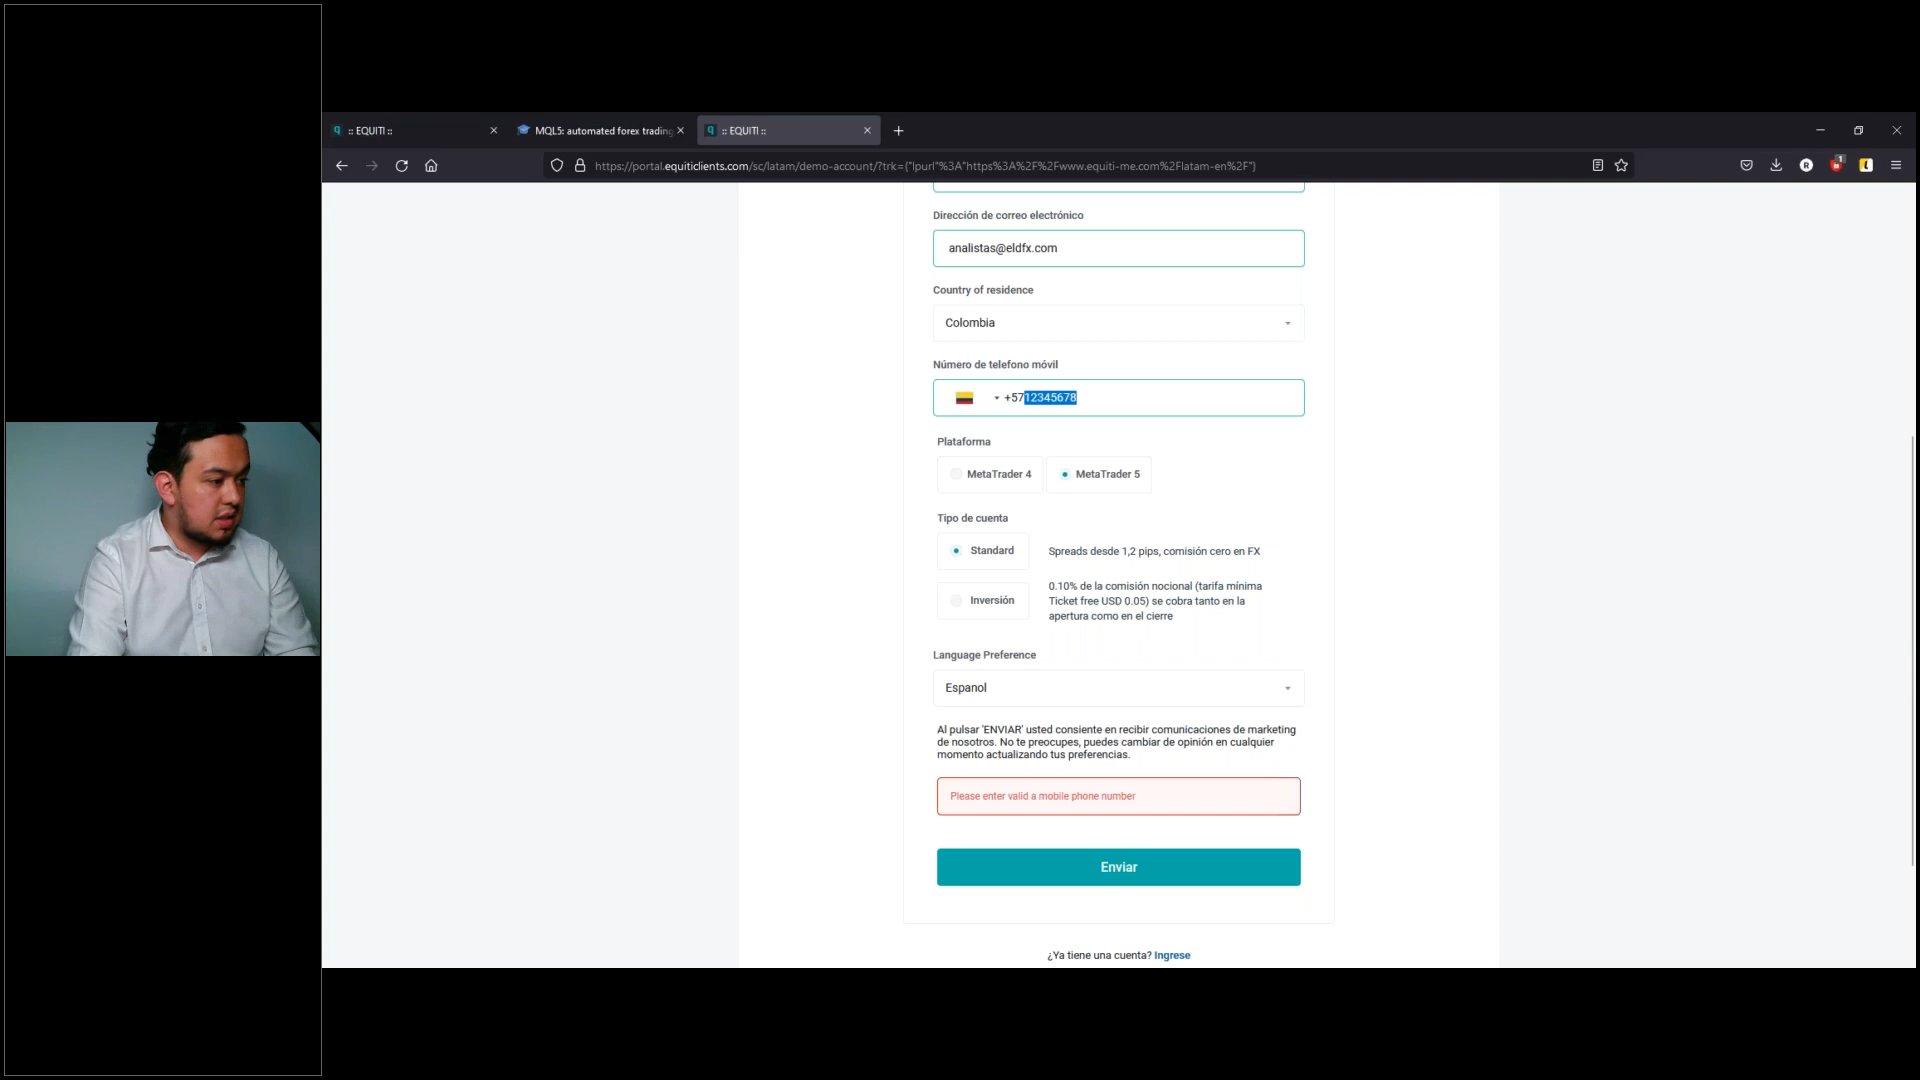 :: EQUITI ::
MQL5: automated forex trading
:: EQUITI ::
https://portal.equiticlients.com/sc/latam/demo-account/?trk={"lpurl"%3A"https%3A%2F%2Fwww.equiti-me.com%2Flatam-en%2F"}
1
Dirección de correo electrónico
analistas@eldfx.com
Country of residence
Colombia
Número de telefono móvil
+5712345678
Plataforma
MetaTrader 4
MetaTrader 5
Tipo de cuenta
Standard
Spreads desde 1,2 pips, comisión cero en FX
Inversión
0.10% de la comisión nocional (tarifa mínima
Ticket free USD 0.05) se cobra tanto en la
apertura como en el cierre
Language Preference
Espanol
Al pulsar 'ENVIAR' usted consiente en recibir comunicaciones de marketing
de nosotros. No te preocupes, puedes cambiar de opinión en cualquier
momento actualizando tus preferencias.
Please enter valid a mobile phone number
Enviar
¿Ya tiene una cuenta? Ingrese